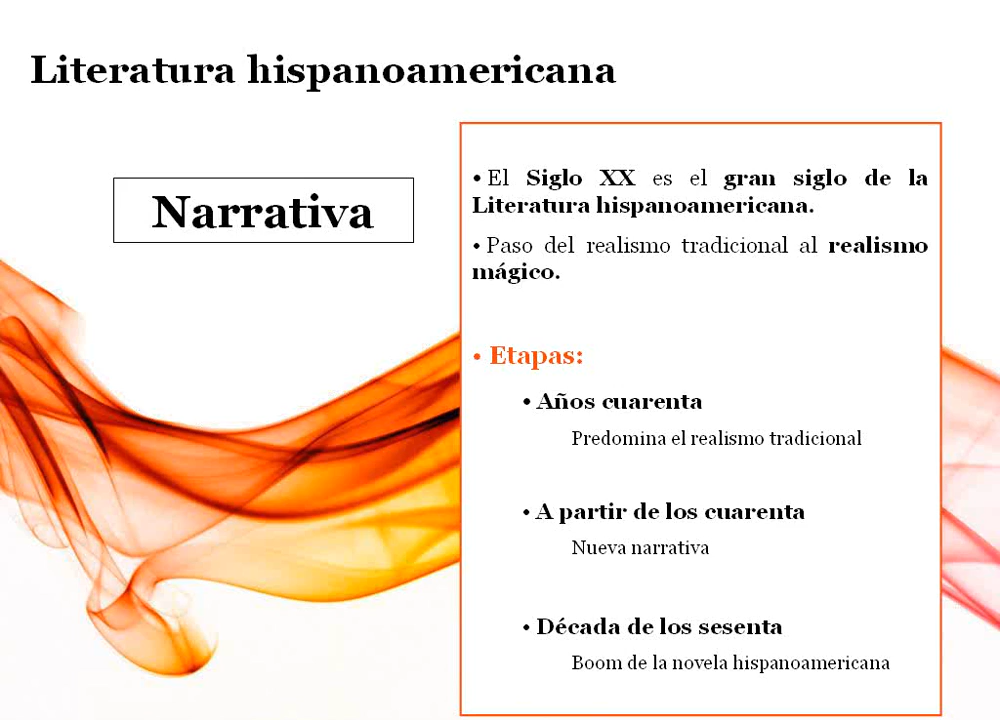 Literatura hispanoamericana
Narrativa
• El Siglo XX es el gran siglo de la
Literatura hispanoamericana.
• Paso del realismo tradicional al realismo
mágico.
• Etapas:
• Años cuarenta
Predomina el realismo tradicional
• A partir de los cuarenta
Nueva narrativa
• Década de los sesenta
Boom de la novela hispanoamericana